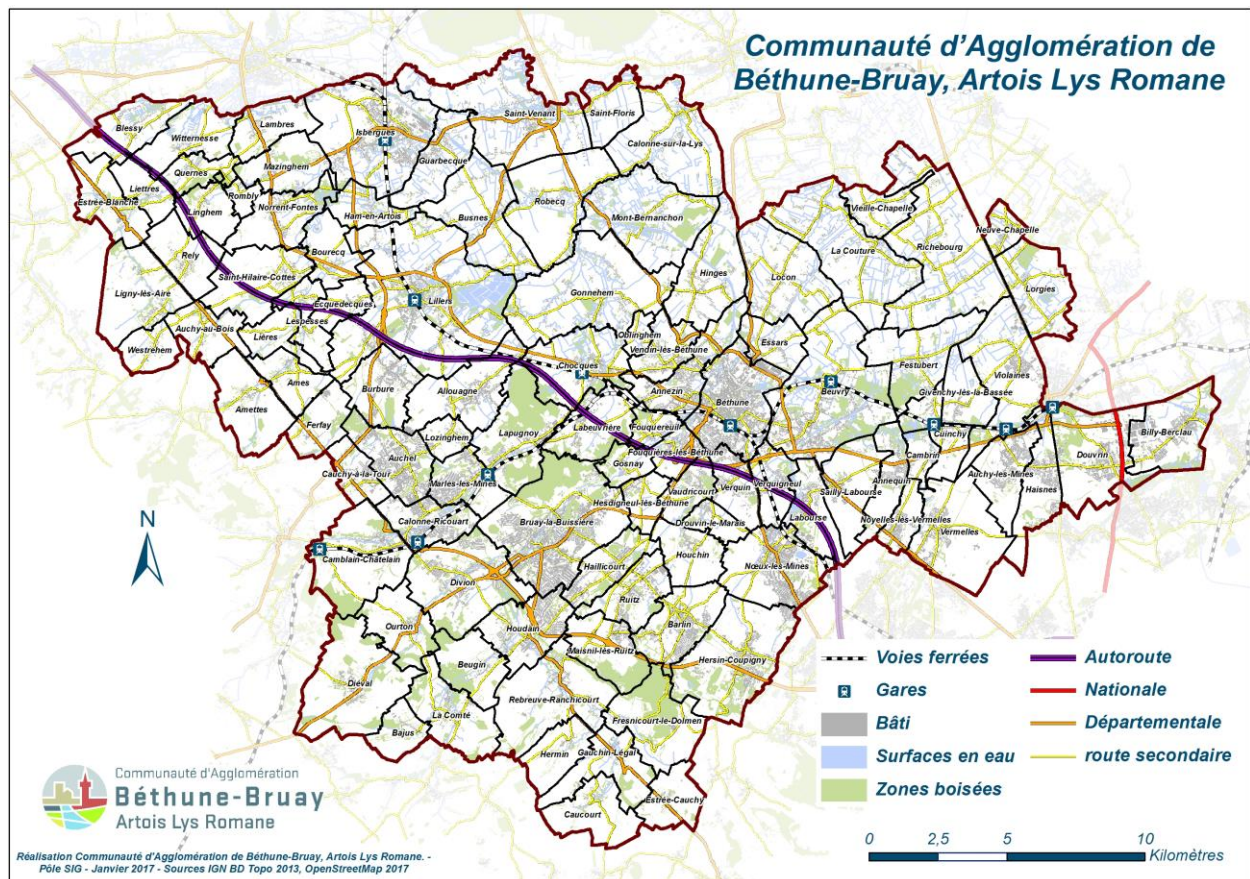 Communauté d'Agglomération de
Béthune-Bruay, Artois Lys Romane
Blessy
Witternesse
Lambres
Isbergues
Saint-Venant
Saint-Floris
Guarbecque
Calonne-sur-la-Lys
Quernes
Mazinghem
Liettres
Rombly
Estrée-Blanche
Linghem
Norrent-Fontes
Ham-en-Artois
Busnes
Robecq
Mont-Bernanchon
Vieille-Chapelle
Neuve-Chapelle
La Couture
Richebourg
Rely
Bourecq
Saint-Hilaire-Cottes
Hinges
Locon
Lorgies
Ligny-lès-Aire
Ecquedecques
Lillers
Gonnehem
Auchy-au-Bois
Lespesses
Lières
Westrehem
Oblinghem
Vendin-lès-Béthune
Essars
Chocques
Festubert
Violaines
Ames
Burbure
Allouagne
Annezin
Béthune
Beuvry
Givenchy-lès-la-Bassée
Amettes
Ferfay
Lozinghem
Lapugnoy
Labeuvrière
Fouquereuil
Cuinchy
Billy-Berclau
Fouquières-lès-Béthune
Auchel
Gosnay
Cambrin
Douvrin
Cauchy-à-la-Tour
Marles-les-Mines
Hesdigneul-lès-Béthune
Vaudricourt
Verquin
Verquigneul
Sailly-Labourse
Annequin
Auchy-les-Mines
Haisnes
Calonne-Ricouart
Bruay-la-Buissière
Drouvin-le-Marais
Labourse
Noyelles-lès-Vermelles
Vermelles
Camblain-Châtelain
Houchin
Nœux-les-Mines
Haillicourt
Divion
Ruitz
Ourton
Houdain
Barlin
Maisnil-lès-Ruitz
Hersin-Coupigny
Beugin
Diéval
Rebreuve-Ranchicourt
La Comté
Fresnicourt-le-Dolmen
Bajus
Hermin
Gauchin-Légal
Estrée-Cauchy
Caucourt
N
Voies ferrées
Autoroute
Gares
Nationale
Bâti
Départementale
Surfaces en eau
route secondaire
Zones boisées
0
2,5
5
10
Kilomètres
Communauté d'Agglomération
Béthune-Bruay
Artois Lys Romane
Réalisation Communauté d'Agglomération de Béthune-Bruay, Artois Lys Romane. -
Pôle SIG - Janvier 2017 - Sources IGN BD Topo 2013, OpenStreetMap 2017